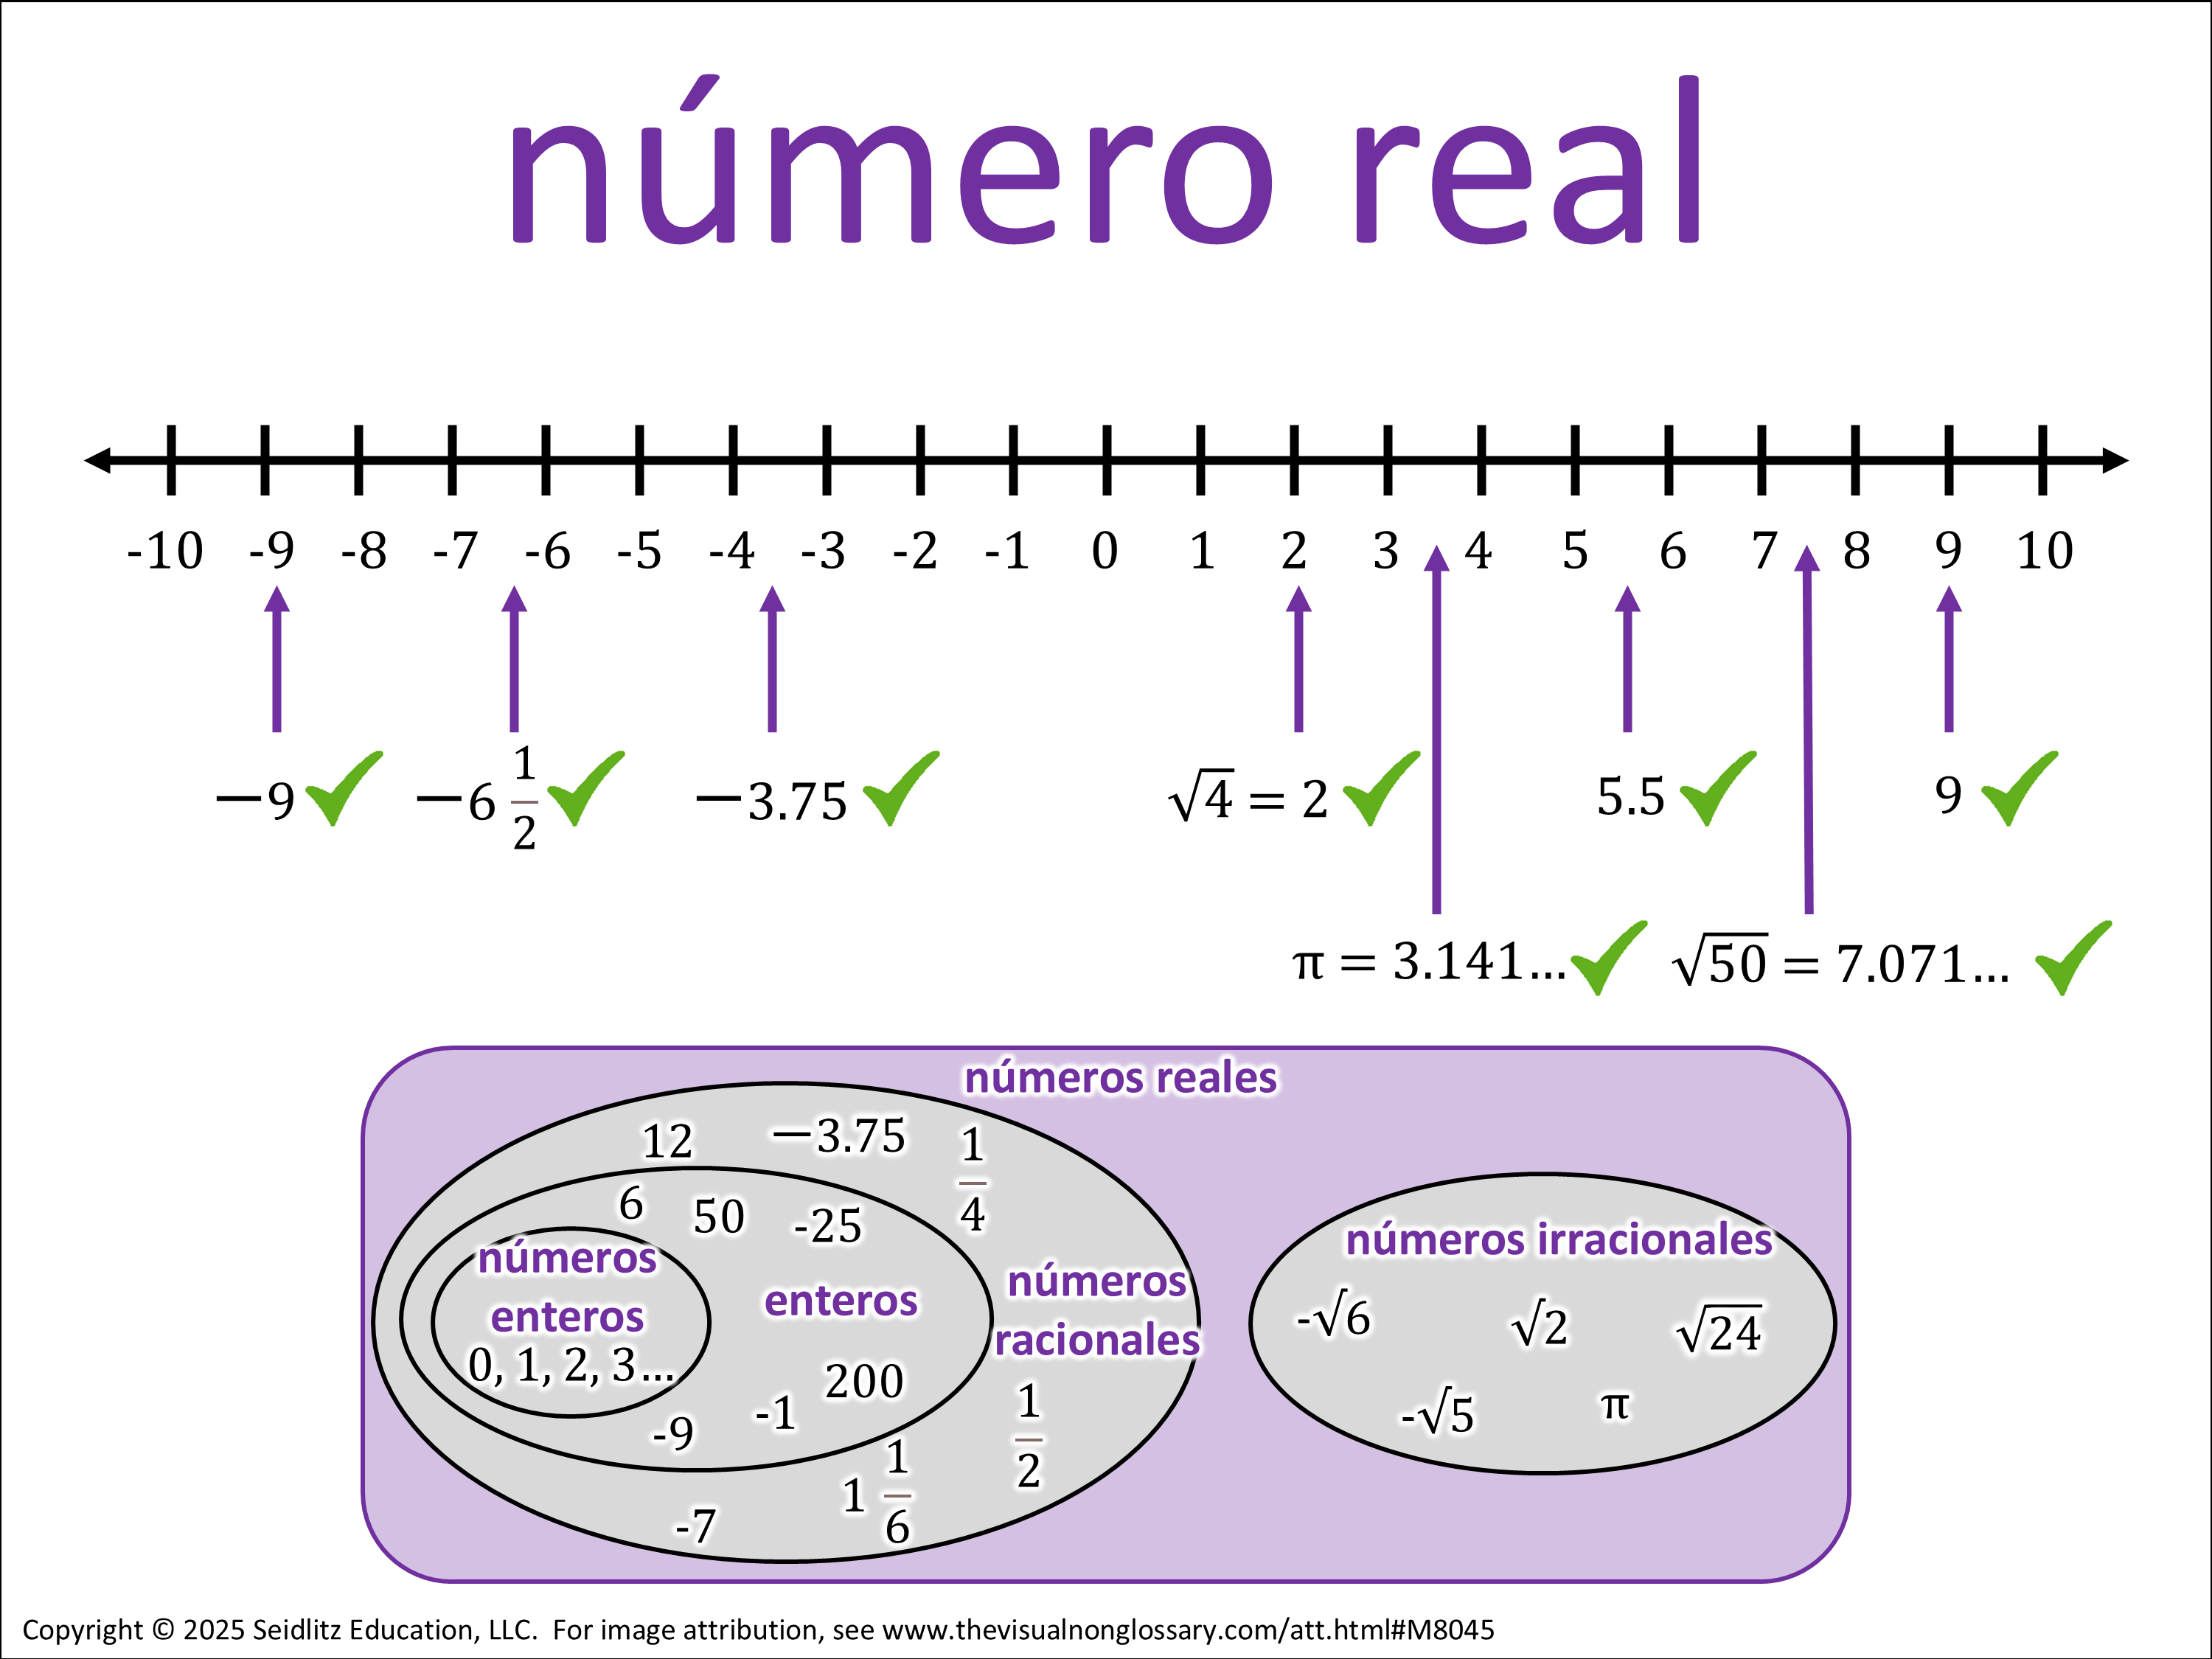 número real
-10 -9 -8 -7 -6 -5 -4 -3 -2 -1 0 1 2 3 4 5 6 7 8 9 10
−9 −6 1/2 −3.75 √4 = 2 5.5 9
π = 3.141... √50 = 7.071...
números reales
12 −3.75 1/4
6 50 -25
números irracionales
números
enteros
0, 1, 2, 3...
enteros
números
racionales
-√6 √2 √24
200
-9 -1
1/2
-√5 π
1 1/6
-7
Copyright © 2025 Seidlitz Education, LLC. For image attribution, see www.thevisualnonglossary.com/att.html#M8045